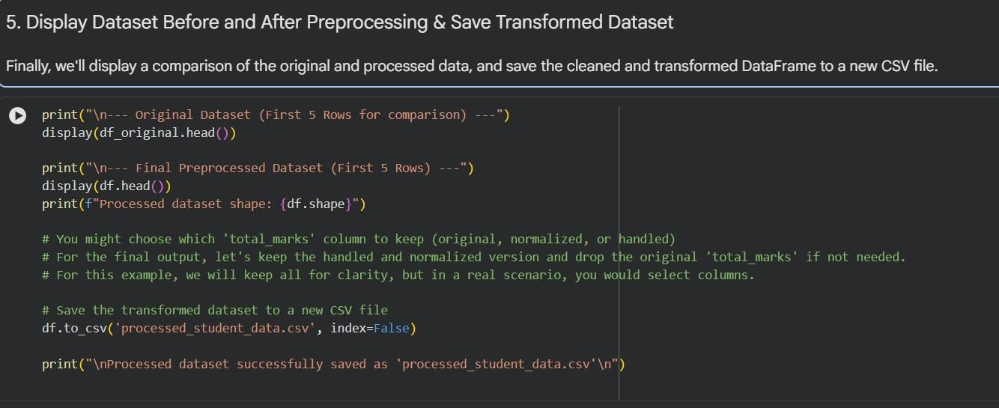 5. Display Dataset Before and After Preprocessing & Save Transformed Dataset
Finally, we'll display a comparison of the original and processed data, and save the cleaned and transformed DataFrame to a new CSV file.
print("\n--- Original Dataset (First 5 Rows for comparison) ---")
display(df_original.head())
print("\n--- Final Preprocessed Dataset (First 5 Rows) ---")
display(df.head())
print(f"Processed dataset shape: {df.shape}")
# You might choose which 'total_marks' column to keep (original, normalized, or handled)
# For the final output, let's keep the handled and normalized version and drop the original 'total_marks' if not needed.
# For this example, we will keep all for clarity, but in a real scenario, you would select columns.
# Save the transformed dataset to a new CSV file
df.to_csv('processed_student_data.csv', index=False)
print("\nProcessed dataset successfully saved as 'processed_student_data.csv'\n")